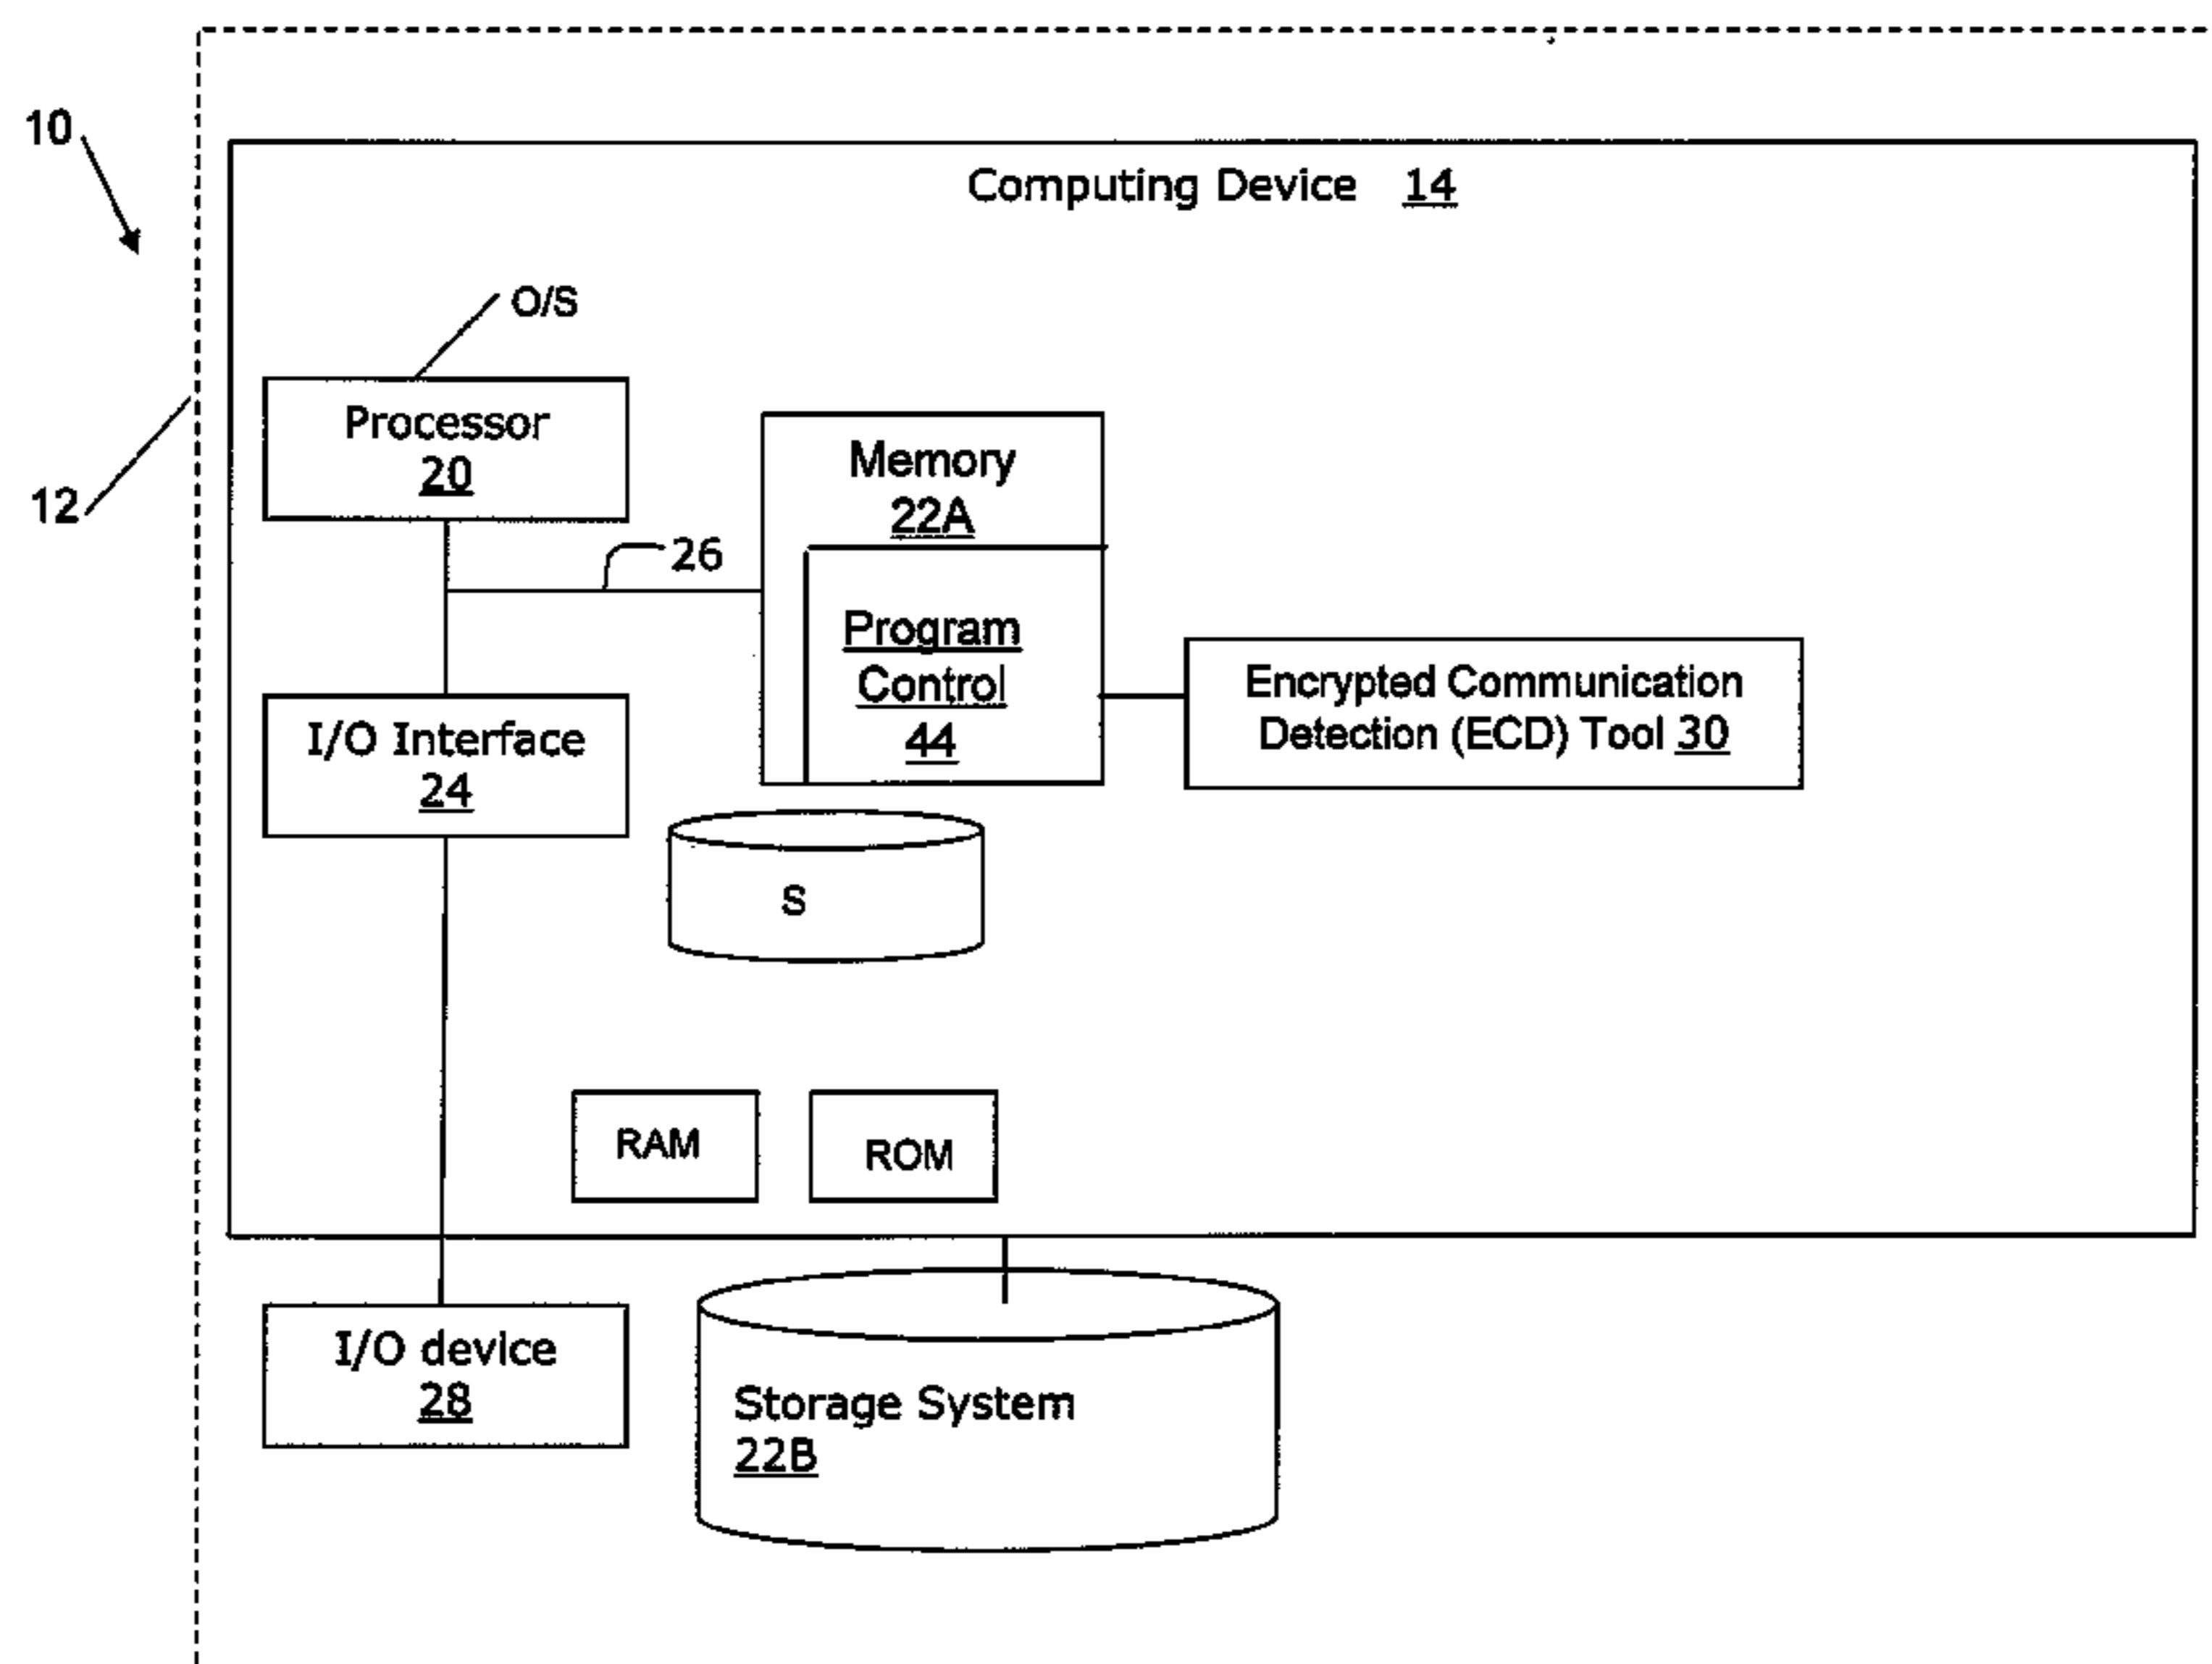 10
Computing Device 14
O/S
Processor
20
12
Memory
22A
26
Program
Control
44
Encrypted Communication
Detection (ECD) Tool 30
I/O Interface
24
S
RAM
ROM
I/O device
28
Storage System
22B